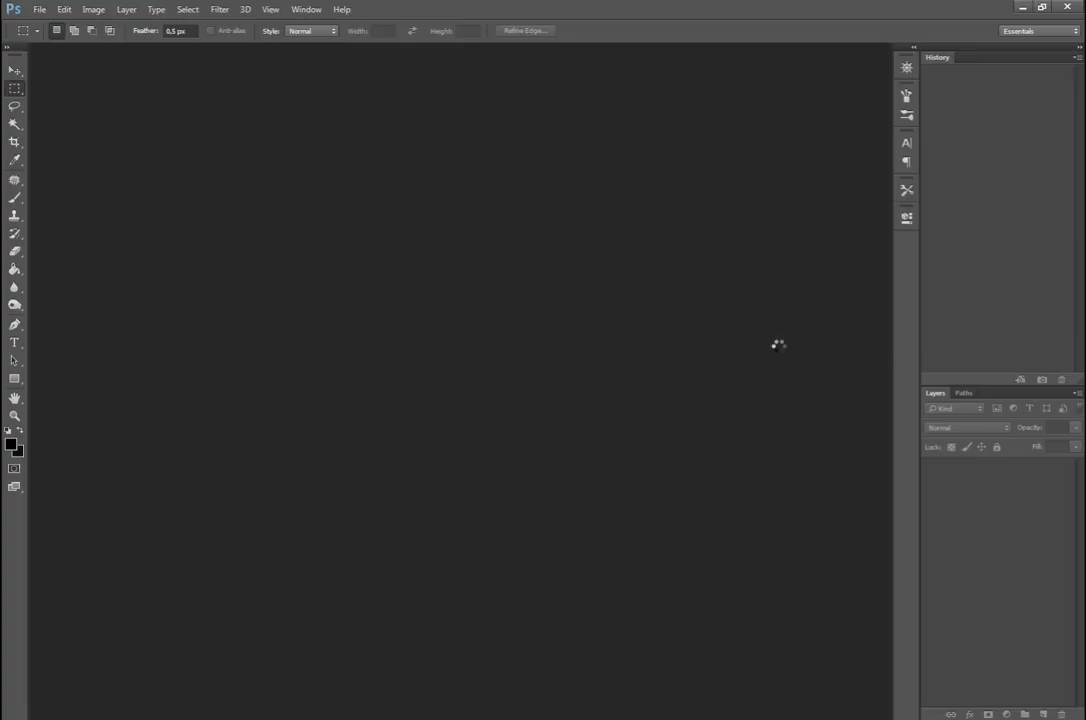 Ps File Edit Image Layer Type Select Filter 3D View Window Help
Feather: 0,5 px Anti-alias Style: Normal Width: Height: Refine Edge... Essentials
History
A|
T
Layers Paths
Kind T
Normal Opacity:
Lock: Fill:
fx